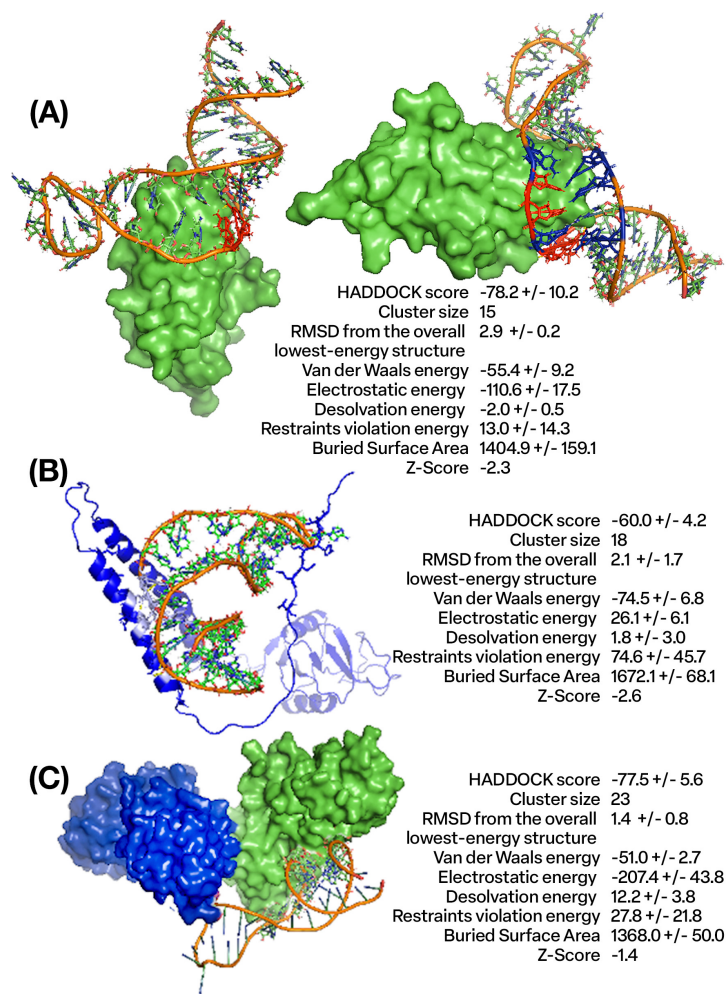 (A)
HADDOCK score -78.2 +/- 10.2
Cluster size 15
RMSD from the overall 2.9 +/- 0.2
lowest-energy structure
Van der Waals energy -55.4 +/- 9.2
Electrostatic energy -110.6 +/- 17.5
Desolvation energy -2.0 +/- 0.5
Restraints violation energy 13.0 +/- 14.3
Buried Surface Area 1404.9 +/- 159.1
Z-Score -2.3
(B)
HADDOCK score -60.0 +/- 4.2
Cluster size 18
RMSD from the overall 2.1 +/- 1.7
lowest-energy structure
Van der Waals energy -74.5 +/- 6.8
Electrostatic energy 26.1 +/- 6.1
Desolvation energy 1.8 +/- 3.0
Restraints violation energy 74.6 +/- 45.7
Buried Surface Area 1672.1 +/- 68.1
Z-Score -2.6
(C)
HADDOCK score -77.5 +/- 5.6
Cluster size 23
RMSD from the overall 1.4 +/- 0.8
lowest-energy structure
Van der Waals energy -51.0 +/- 2.7
Electrostatic energy -207.4 +/- 43.8
Desolvation energy 12.2 +/- 3.8
Restraints violation energy 27.8 +/- 21.8
Buried Surface Area 1368.0 +/- 50.0
Z-Score -1.4